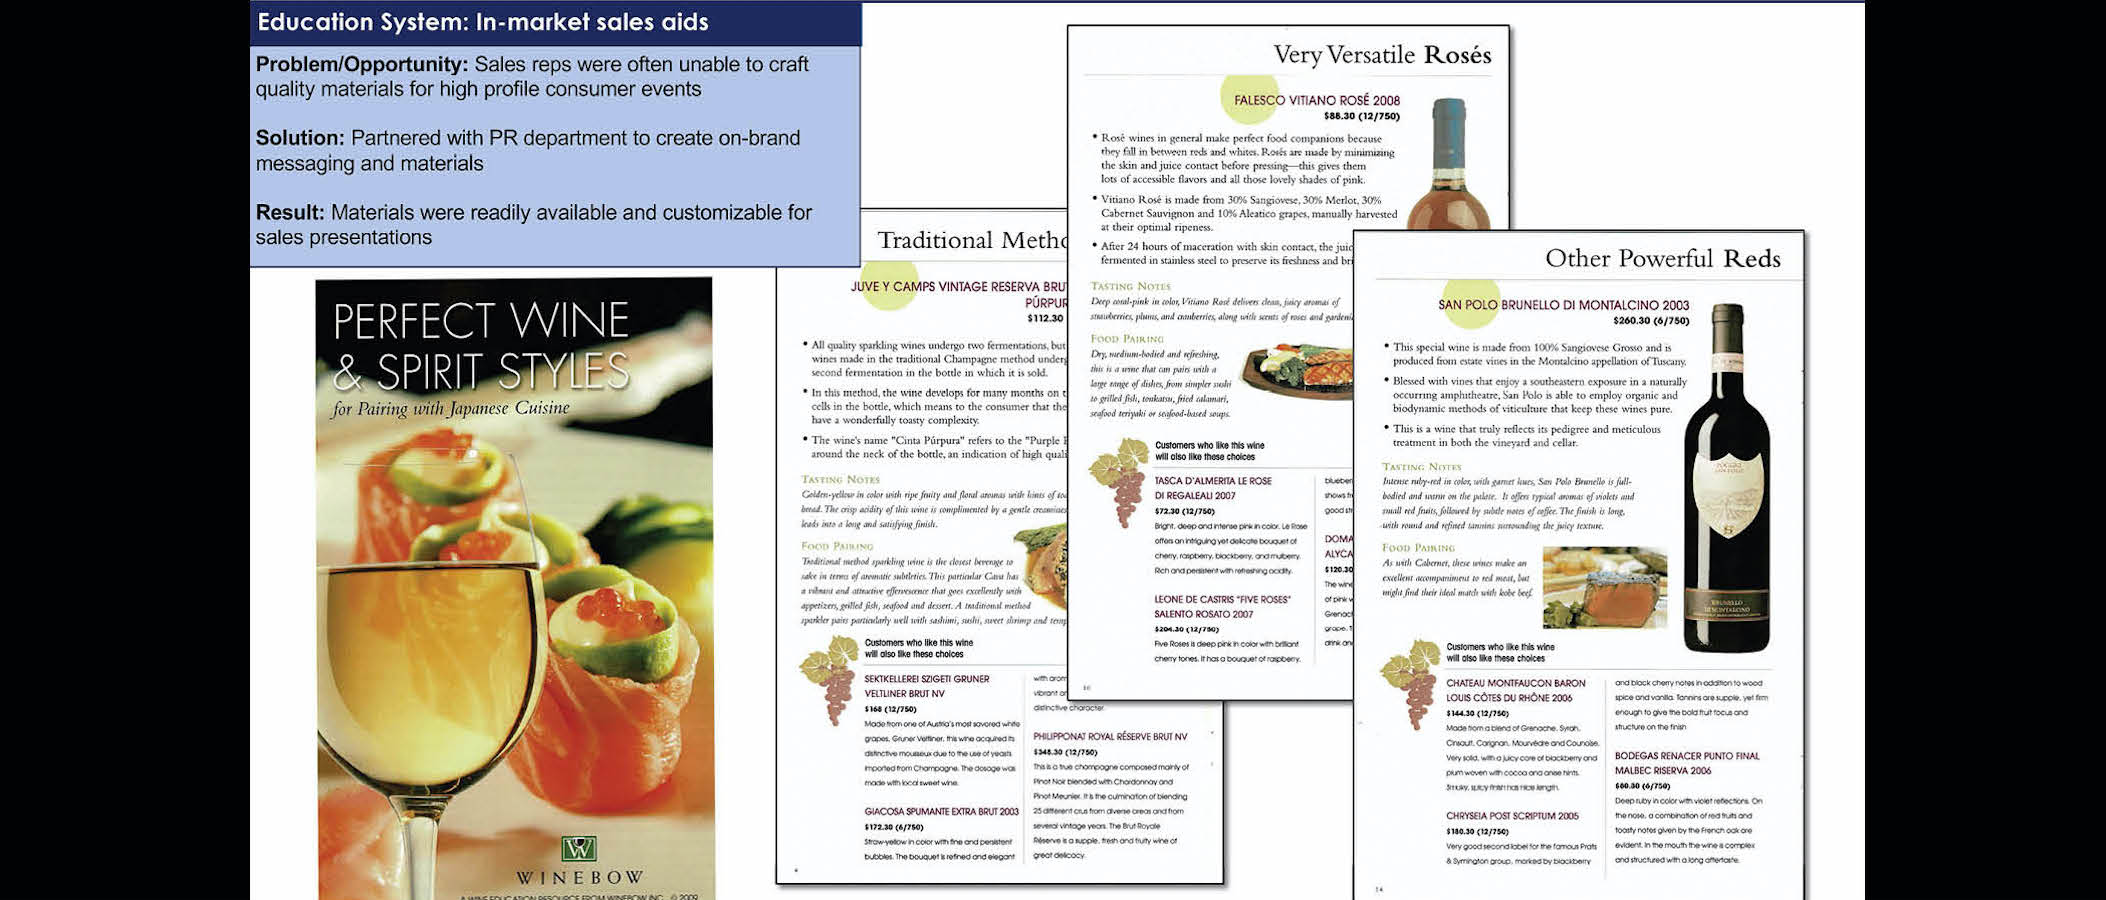 Education System: In-market sales aids
Problem/Opportunity: Sales reps were often unable to craft
quality materials for high profile consumer events
Solution: Partnered with PR department to create on-brand
messaging and materials
Result: Materials were readily available and customizable for
sales presentations
PERFECT WINE
& SPIRIT STYLES
for Pairing with Japanese Cuisine
W
WINEBOW
A WINE EDUCATION RESOURCE FROM WINEBOW INC. © 2009
Traditional Metho
JUVE Y CAMPS VINTAGE RESERVA BRU
PÚRPUR
$112.30
• All quality sparkling wines undergo two fermentations, but
wines made in the traditional Champagne method underg
second fermentation in the bottle in which it is sold.
• In this method, the wine develops for many months on t
cells in the bottle, which means to the consumer that the
have a wonderfully toasty complexity.
• The wine's name "Cinta Púrpura" refers to the "Purple
around the neck of the bottle, an indication of high quali
TASTING NOTES
Golden-yellow in color with ripe fruity and floral aromas with hints of
bread. The crisp acidity of this wine is complimented by a gentle creaminess
leads into a long and satisfying finish.
FOOD PAIRING
Traditional method sparkling wine is the closest beverage to
sake in terms of aromatic subtleties. This particular Cava has
a vibrant and attractive effervescence that goes excellently with
appetizers, grilled fish, seafood and dessert. A traditional method
sparkler pairs particularly well with sashimi, sushi, sweet shrimp and temp
Customers who like this wine
will also like these choices
SEKTKELLEREI SZIGETI GRUNER
VELTLINER BRUT NV
$168 (12/750)
Made from one of Austria's most savored white
grapes, Gruner Veltliner, this wine acquired its
distinctive mousseux due to the use of yeasts
imported from Champagne. The dosage was
made with local sweet wine.
GIACOSA SPUMANTE EXTRA BRUT 2003
$172.30 (6/750)
Straw-yellow in color with fine and persistent
bubbles. The bouquet is refined and elegant
with arom
vibrant
distinctive character.
PHILIPPONAT ROYAL RÉSERVE BRUT NV
$348.30 (12/750)
This is a true champagne composed mainly of
Pinot Noir blended with Chardonnay and
Pinot Meunier. It is the culmination of blending
25 different crus from diverse areas and from
several vintage years. The Brut Royale
Réserve is a supple, fresh and fruity wine of
great delicacy.
Very Versatile Rosés
FALESCO VITIANO ROSÉ 2008
$88.30 (12/750)
• Rosé wines in general make perfect food companions because
they fall in between reds and whites. Rosés are made by minimizing
the skin and juice contact before pressing—this gives them
lots of accessible flavors and all those lovely shades of pink.
• Vitiano Rosé is made from 30% Sangiovese, 30% Merlot, 30%
Cabernet Sauvignon and 10% Aleatico grapes, manually harvested
at their optimal ripeness.
• After 24 hours of maceration with skin contact, the juic
fermented in stainless steel to preserve its freshness and bri
TASTING NOTES
Deep coral-pink in color, Vitiano Rosé delivers clean, juicy aromas of
strawberries, plums, and cranberries, along with scents of roses and gardeni
FOOD PAIRING
Dry, medium-bodied and refreshing,
this is a wine that can pairs with a
large range of dishes, from simpler sushi
to grilled fish, tonkatsu, fried calamari,
seafood teriyaki or seafood-based soups.
Customers who like this wine
will also like these choices
TASCA D'ALMERITA LE ROSE
DI REGALEALI 2007
$72.30 (12/750)
Bright, deep and intense pink in color, Le Rose
offers an intriguing yet delicate bouquet of
cherry, raspberry, blackberry, and mulberry.
Rich and persistent with refreshing acidity.
LEONE DE CASTRIS "FIVE ROSES"
SALENTO ROSATO 2007
$204.30 (12/750)
Five Roses is deep pink in color with brilliant
cherry tones. It has a bouquet of raspberry,
blueber
shows fr
good st
DOMA
ALYCA
$120.30
The wine
of pink w
Grenac
grape. T
drink an
10
Other Powerful Reds
SAN POLO BRUNELLO DI MONTALCINO 2003
$260.30 (6/750)
• This special wine is made from 100% Sangiovese Grosso and is
produced from estate vines in the Montalcino appellation of Tuscany.
• Blessed with vines that enjoy a southeastern exposure in a naturally
occurring amphitheatre, San Polo is able to employ organic and
biodynamic methods of viticulture that keep these wines pure.
• This is a wine that truly reflects its pedigree and meticulous
treatment in both the vineyard and cellar.
TASTING NOTES
Intense ruby-red in color, with garnet hues, San Polo Brunello is full-
bodied and warm on the palate. It offers typical aromas of violets and
small red fruits, followed by subtle notes of coffee. The finish is long,
with round and refined tannins surrounding the juicy texture.
FOOD PAIRING
As with Cabernet, these wines make an
excellent accompaniment to red meat, but
might find their ideal match with kobe beef.
BRUNELLO
DI MONTALCINO
Customers who like this wine
will also like these choices
CHATEAU MONTFAUCON BARON
LOUIS CÔTES DU RHÔNE 2006
$144.30 (12/750)
Made from a blend of Grenache, Syrah,
Cinsault, Carignan, Mourvèdre and Counoise.
Very solid, with a juicy core of blackberry and
plum woven with cocoa and anise hints.
Smoky, spicy finish has nice length.
CHRYSEIA POST SCRIPTUM 2005
$180.30 (12/750)
Very good second label for the famous Prats
& Symington group, marked by blackberry
and black cherry notes in addition to wood
spice and vanilla. Tannins are supple, yet firm
enough to give the bold fruit focus and
structure on the finish
BODEGAS RENACER PUNTO FINAL
MALBEC RISERVA 2006
$80.80 (6/750)
Deep ruby in color with violet reflections. On
the nose, a combination of red fruits and
toasty notes given by the French oak are
evident. In the mouth the wine is complex
and structured with a long aftertaste.
14